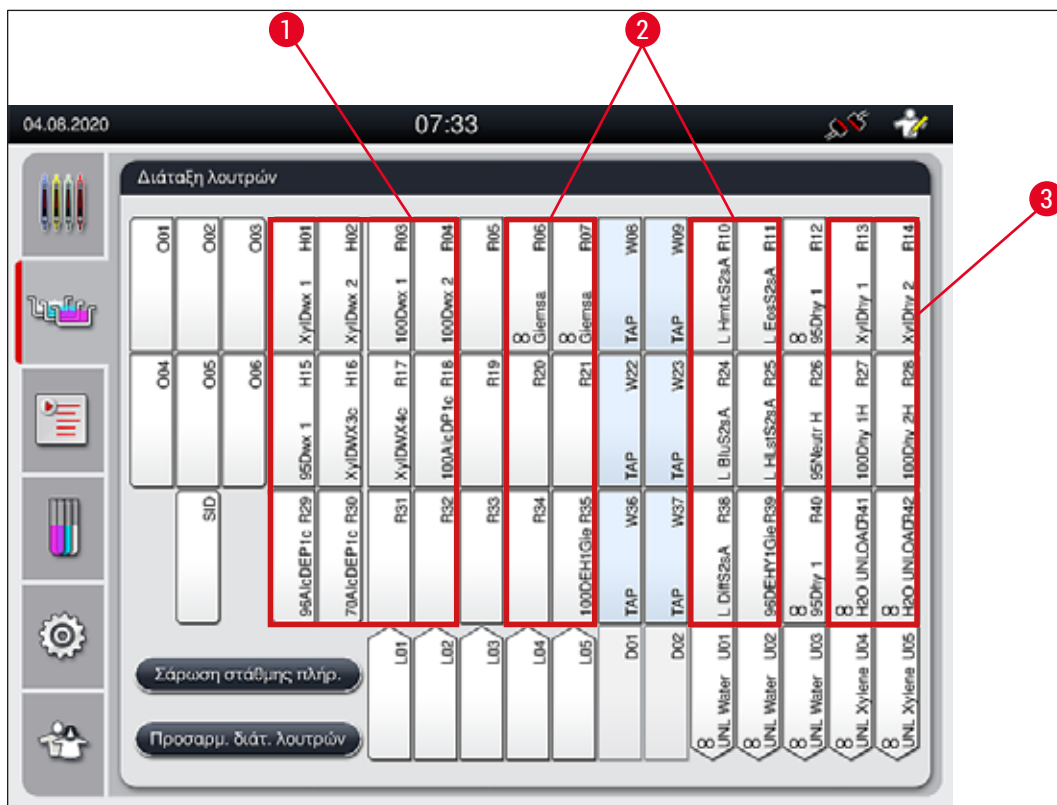 1
2
3
04.08.2020
07:33
Διάταξη λουτρών
O01
O02
O03
XylDwx 1 H01
XylDwx 2 H02
100Dwx 1 R03
100Dwx 2 R04
R05
∞ Giemsa R06
∞ Giemsa R07
TAP W08
TAP W09
L HmtxS2sA R10
L EosS2sA R11
∞ 95Dhy 1 R12
XylDhy 1 R13
XylDhy 2 R14
O04
O05
O06
95Dwx 1 H15
XylDWX3c H16
XylDWX4c R17
100AlcDP1c R18
R19
R20
R21
TAP W22
TAP W23
L BluS2sA R24
L HLstS2sA R25
95Neutr H R26
100Dhy 1H R27
100Dhy 2H R28
SID
96AlcDEP1c R29
70AlcDEP1c R30
R31
R32
R33
R34
100DEH1Gie R35
TAP W36
TAP W37
L DiffS2sA R38
96DEHY1Gie R39
∞ 95Dhy 1 R40
∞ H2O UNLOAD R41
∞ H2O UNLOAD R42
L01
L02
L03
L04
L05
D01
D02
∞ UNL Water U01
∞ UNL Water U02
∞ UNL Water U03
∞ UNL Xylene U04
∞ UNL Xylene U05
Σάρωση στάθμης πλήρ.
Προσαρμ. διάτ. λουτρών